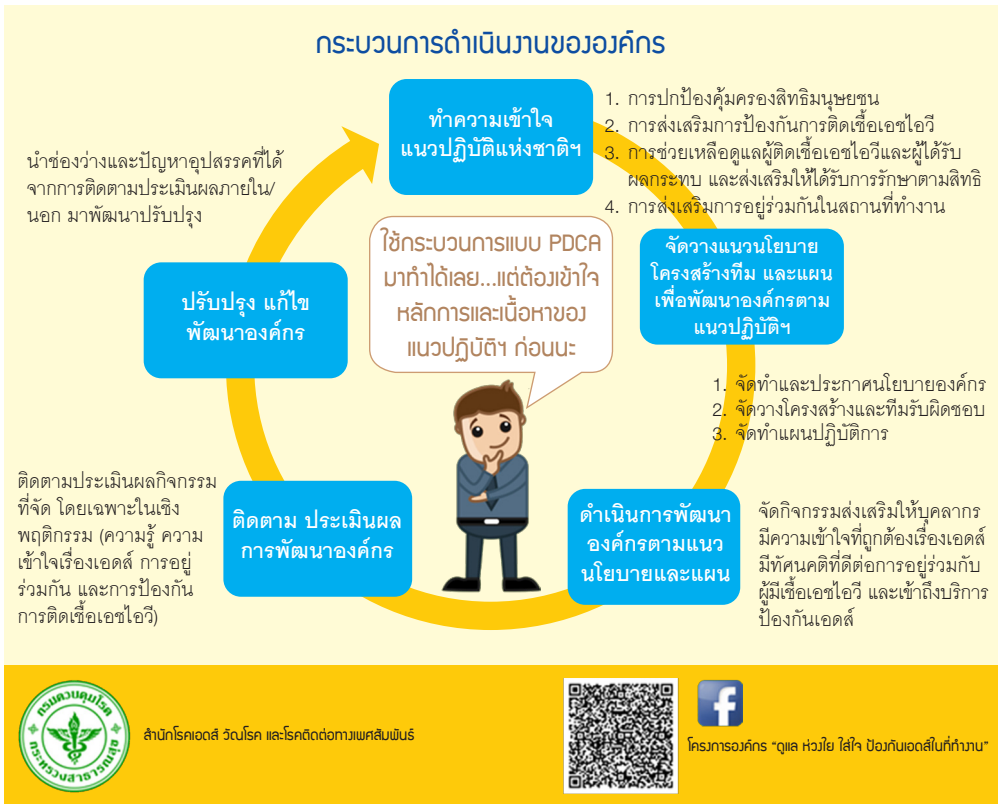 กระบวนการดำเนินงานขององค์กร
ทำความเข้าใจ
แนวปฏิบัติแห่งชาติฯ
1. การปกป้องคุ้มครองสิทธิมนุษยชน
2. การส่งเสริมการป้องกันการติดเชื้อเอชไอวี
3. การช่วยเหลือดูแลผู้ติดเชื้อเอชไอวีและผู้ได้รับ
ผลกระทบ และส่งเสริมให้ได้รับการรักษาตามสิทธิ
4. การส่งเสริมการอยู่ร่วมกันในสถานที่ทำงาน
นำช่องว่างและปัญหาอุปสรรคที่ได้
จากการติดตามประเมินผลภายใน/
นอก มาพัฒนาปรับปรุง
ใช้กระบวนการแบบ PDCA
มาทำได้เลย...แต่ต้องเข้าใจ
หลักการและเนื้อหาของ
แนวปฏิบัติฯ ก่อนนะ
จัดวางแนวนโยบาย
โครงสร้างทีม และแผน
เพื่อพัฒนาองค์กรตาม
แนวปฏิบัติฯ
ปรับปรุง แก้ไข
พัฒนาองค์กร
1. จัดทำและประกาศนโยบายองค์กร
2. จัดวางโครงสร้างและทีมรับผิดชอบ
3. จัดทำแผนปฏิบัติการ
ติดตามประเมินผลกิจกรรม
ที่จัด โดยเฉพาะในเชิง
พฤติกรรม (ความรู้ ความ
เข้าใจเรื่องเอดส์ การอยู่
ร่วมกัน และการป้องกัน
การติดเชื้อเอชไอวี)
ติดตาม ประเมินผล
การพัฒนาองค์กร
ดำเนินการพัฒนา
องค์กรตามแนว
นโยบายและแผน
จัดกิจกรรมส่งเสริมให้บุคลากร
มีความเข้าใจที่ถูกต้องเรื่องเอดส์
มีทัศนคติที่ดีต่อการอยู่ร่วมกับ
ผู้มีเชื้อเอชไอวี และเข้าถึงบริการ
ป้องกันเอดส์
กรมควบคุมโรค
กระทรวงสาธารณสุข
สำนักโรคเอดส์ วัณโรค และโรคติดต่อทางเพศสัมพันธ์
f
โครงการองค์กร “ดูแล ห่วงใย ใส่ใจ ป้องกันเอดส์ในที่ทำงาน”